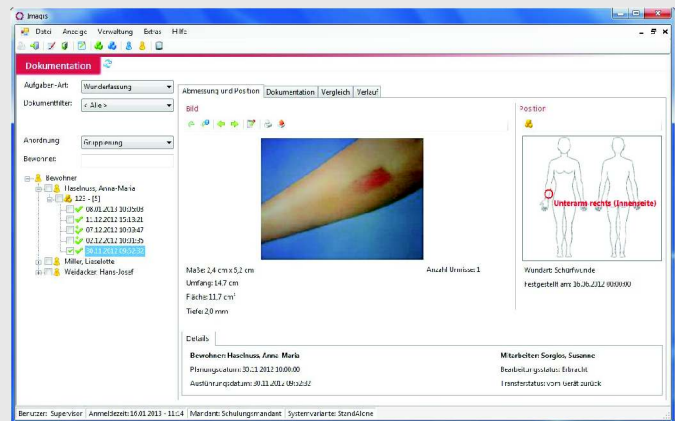 Imagis
Datei Anzeige Verwaltung Extras Hilfe
Dokumentation
Aufgaben-Art: Wunderfassung
Dokumentfilter: < Alle >
Anordnung Gruppierung
Bewohner:
Bewohner
Haselnuss, Anna-Maria
123 - [5]
08.01.2013 10:35:03
11.12.2012 15:13:21
07.12.2012 10:33:47
02.12.2012 10:31:35
30.11.2012 09:52:32
Miller, Lieselotte
Weidacker, Hans-Josef
Abmessung und Position Dokumentation Vergleich Verlauf
Bild
Maße: 2,4 cm x 5,2 cm Anzahl Umrisse: 1
Umfang: 14,7 cm
Fläche: 11,7 cm²
Tiefe: 2,0 mm
Position
Unterarm rechts (Innenseite)
Wundart: Schürfwunde
Festgestellt am: 16.06.2012 00:00:00
Details
Bewohner: Haselnuss, Anna-Maria Mitarbeiter: Sorglos, Susanne
Planungsdatum: 30.11.2012 10:00:00 Bearbeitungsstatus: Erbracht
Ausführungsdatum: 30.11.2012 09:52:32 Transferstatus: vom Gerät zurück
Benutzer: Supervisor Anmeldezeit: 16.01.2013 - 11:14 Mandant: Schulungsmandant Systemvariante: StandAlone